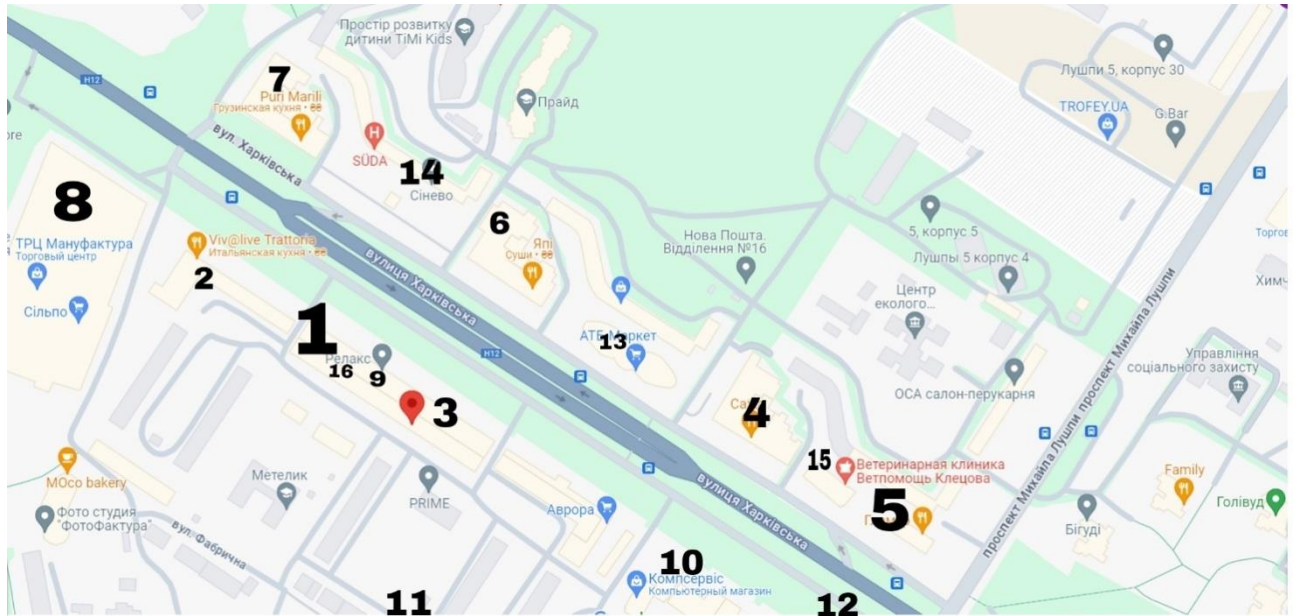 Простір розвитку
дитини TiMi Kids
Лушпи 5, корпус 30
H12
7
Puri Marili
Грузинская кухня • ₴₴
Прайд
TROFEY.UA
G.Bar
вул. Харківська
SÜDA
14
Сінево
8
6
5, корпус 5
Viv@live Trattoria
Итальянская кухня • ₴₴
Япі
Суши • ₴₴
Нова Пошта.
Відділення №16
Лушпы 5 корпус 4
ТРЦ Мануфактура
Торговый центр
2
вулиця Харківська
Центр
еколого...
Сільпо
1
АТБ-Маркет
13
H12
Релакс
16
9
Управління
соціального захисту
проспект Михайла Лушпи
проспект Михайла Лушпи
ОСА салон-перукарня
3
4
15
Ветеринарная клиника
Ветпомощь Клецова
Family
MOco bakery
Метелик
PRIME
вулиця Харківська
5
Голівуд
Фото студия
"ФотоФактура"
Аврора
Бігуді
вул. Фабрична
10
Компсервіс
Компьютерный магазин
11
12